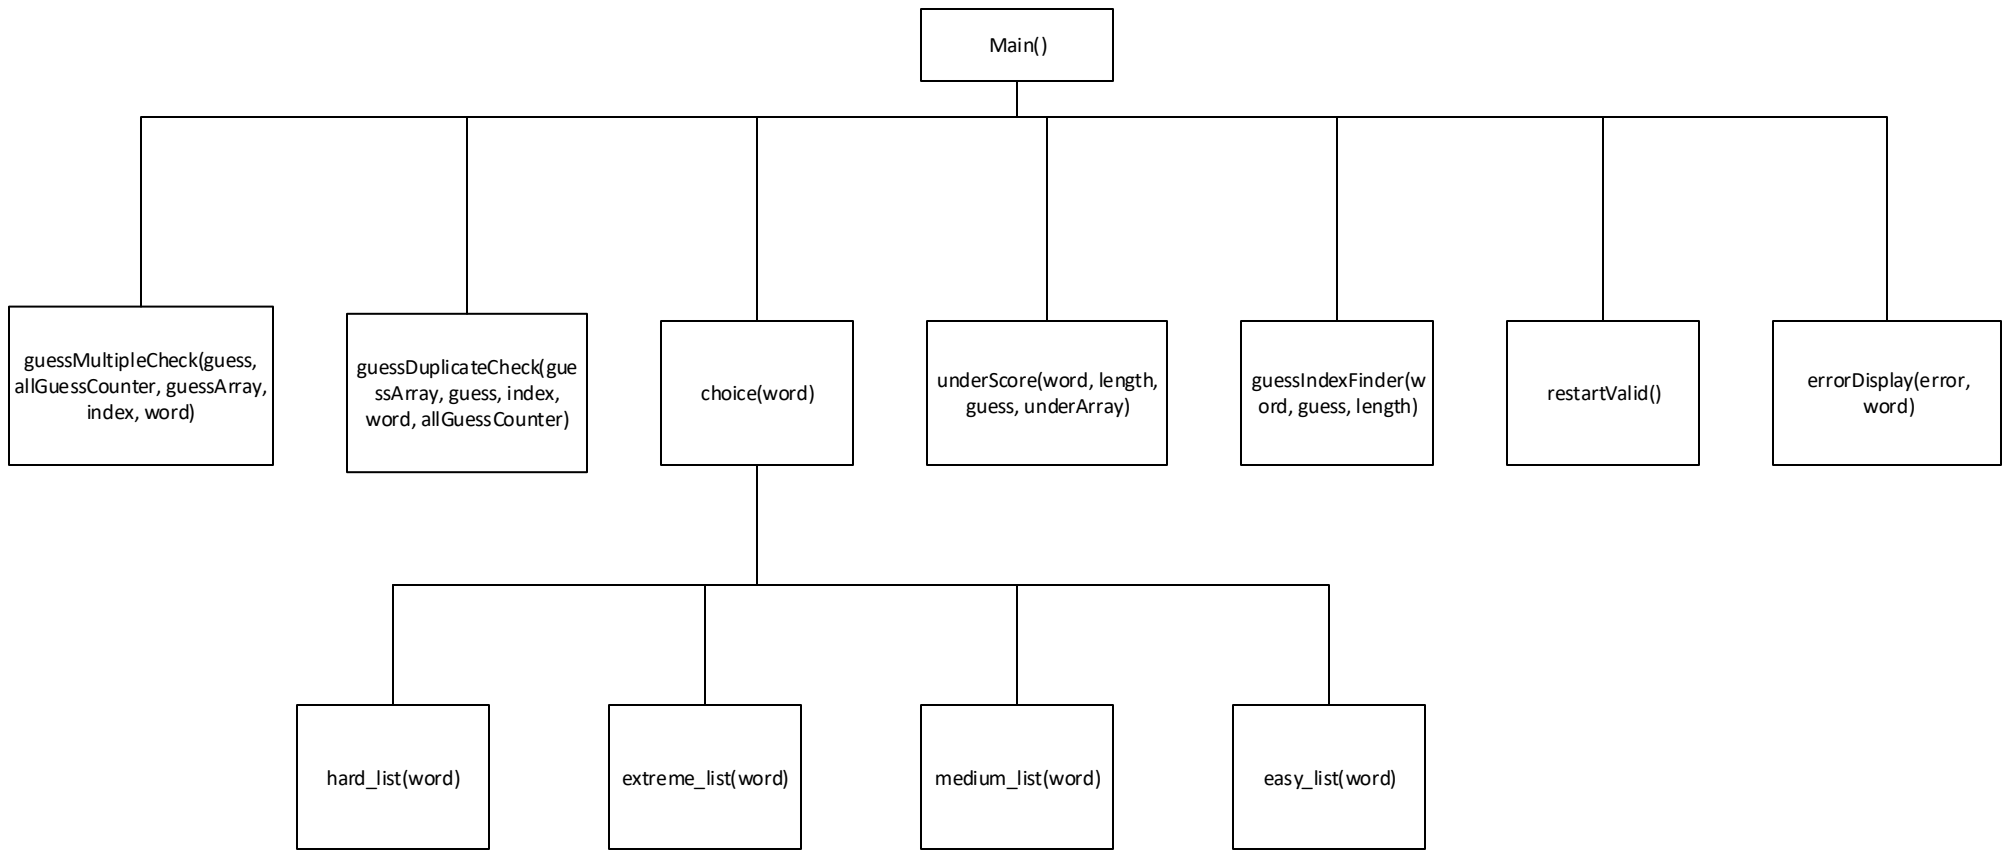 Main()
guessMultipleCheck(guess,
allGuessCounter, guessArray,
index, word)
guessDuplicateCheck(gue
ssArray, guess, index,
word, allGuessCounter)
choice(word)
underScore(word, length,
guess, underArray)
guessIndexFinder(w
ord, guess, length)
restartValid()
errorDisplay(error,
word)
hard_list(word)
extreme_list(word)
medium_list(word)
easy_list(word)